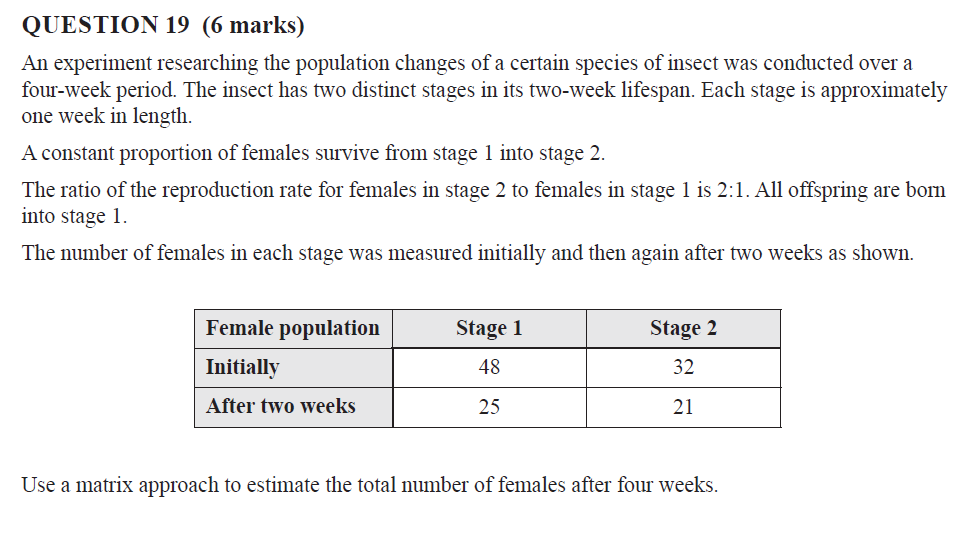 QUESTION 19 (6 marks)
An experiment researching the population changes of a certain species of insect was conducted over a
four-week period. The insect has two distinct stages in its two-week lifespan. Each stage is approximately
one week in length.
A constant proportion of females survive from stage 1 into stage 2.
The ratio of the reproduction rate for females in stage 2 to females in stage 1 is 2:1. All offspring are born
into stage 1.
The number of females in each stage was measured initially and then again after two weeks as shown.
Female population Stage 1 Stage 2
Initially 48 32
After two weeks 25 21
Use a matrix approach to estimate the total number of females after four weeks.